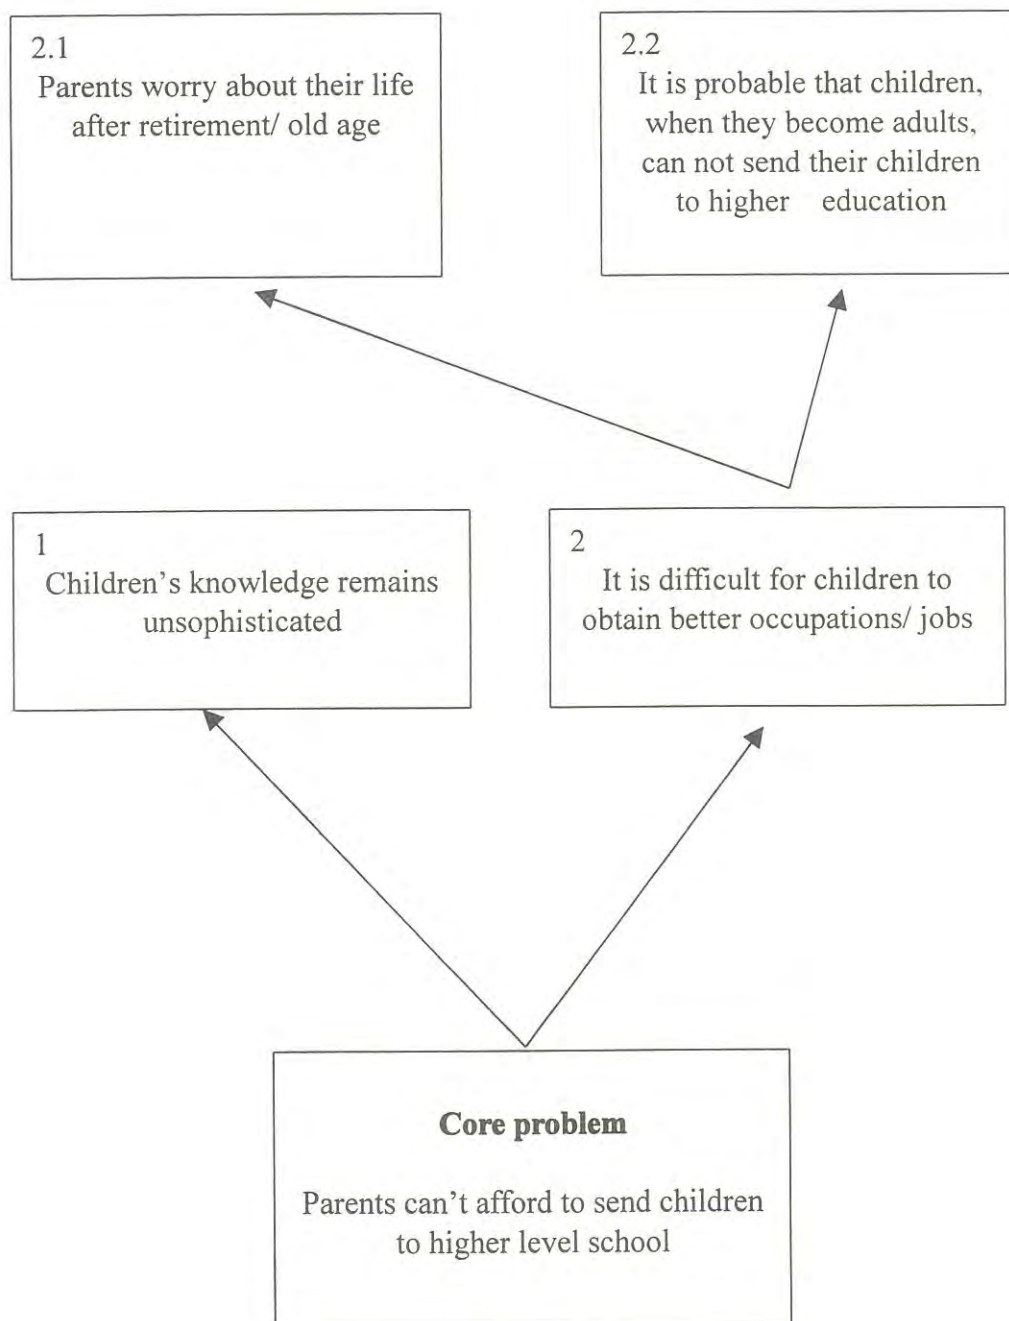 2.1
Parents worry about their life
after retirement/ old age
2.2
It is probable that children,
when they become adults,
can not send their children
to higher education
1
Children's knowledge remains
unsophisticated
2
It is difficult for children to
obtain better occupations/ jobs
Core problem
Parents can't afford to send children
to higher level school